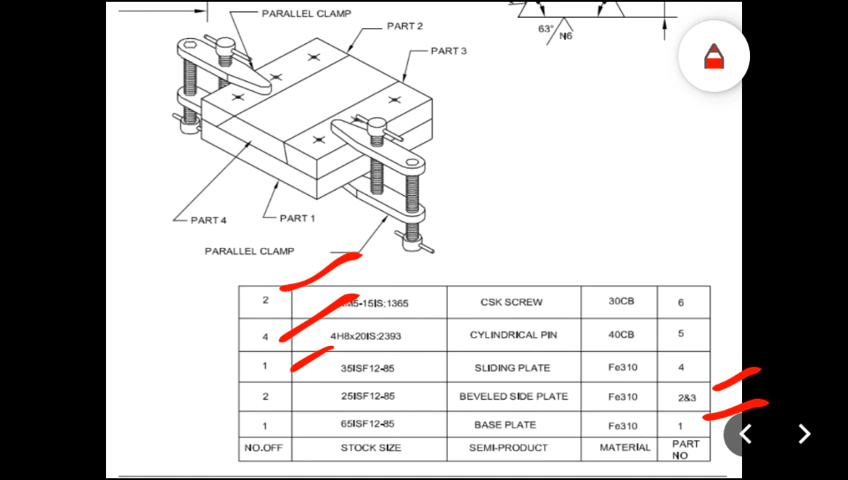 PARALLEL CLAMP
PART 2
PART 3
63°
N6
PART 4
PART 1
PARALLEL CLAMP
2 M5-15IS:1365 CSK SCREW 30CB 6
4 4H8x20IS:2393 CYLINDRICAL PIN 40CB 5
1 35ISF12-85 SLIDING PLATE Fe310 4
2 25ISF12-85 BEVELED SIDE PLATE Fe310 2&3
1 65ISF12-85 BASE PLATE Fe310 1
NO.OFF STOCK SIZE SEMI-PRODUCT MATERIAL PART NO